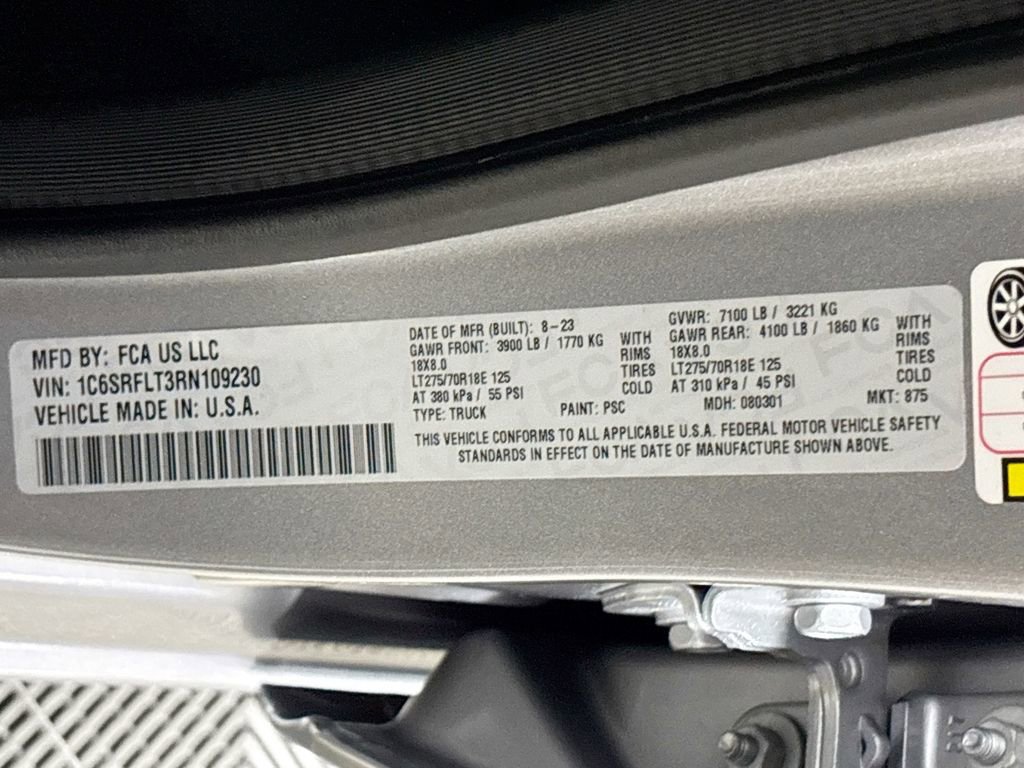 MFD BY: FCA US LLC
VIN: 1C6SRFLT3RN109230
VEHICLE MADE IN: U.S.A.
DATE OF MFR (BUILT): 8-23
GAWR FRONT: 3900 LB / 1770 KG WITH
18X8.0 RIMS
LT275/70R18E 125 TIRES
AT 380 kPa / 55 PSI COLD
TYPE: TRUCK PAINT: PSC MDH: 080301 MKT: 875
GVWR: 7100 LB / 3221 KG
GAWR REAR: 4100 LB / 1860 KG WITH
18X8.0 RIMS
LT275/70R18E 125 TIRES
AT 310 kPa / 45 PSI COLD
THIS VEHICLE CONFORMS TO ALL APPLICABLE U.S.A. FEDERAL MOTOR VEHICLE SAFETY
STANDARDS IN EFFECT ON THE DATE OF MANUFACTURE SHOWN ABOVE.